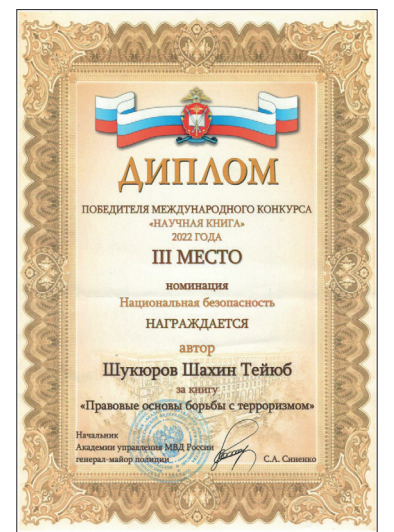 ДИПЛОМ
ПОБЕДИТЕЛЯ МЕЖДУНАРОДНОГО КОНКУРСА
«НАУЧНАЯ КНИГА»
2022 ГОДА
III МЕСТО
НОМИНАЦИЯ
Национальная безопасность
НАГРАЖДАЕТСЯ
автор
Шукюров Шахин Тейюб
за книгу
«Правовые основы борьбы с терроризмом»
Начальник
Академии управления МВД России
генерал-майор полиции
С.А. Синенко